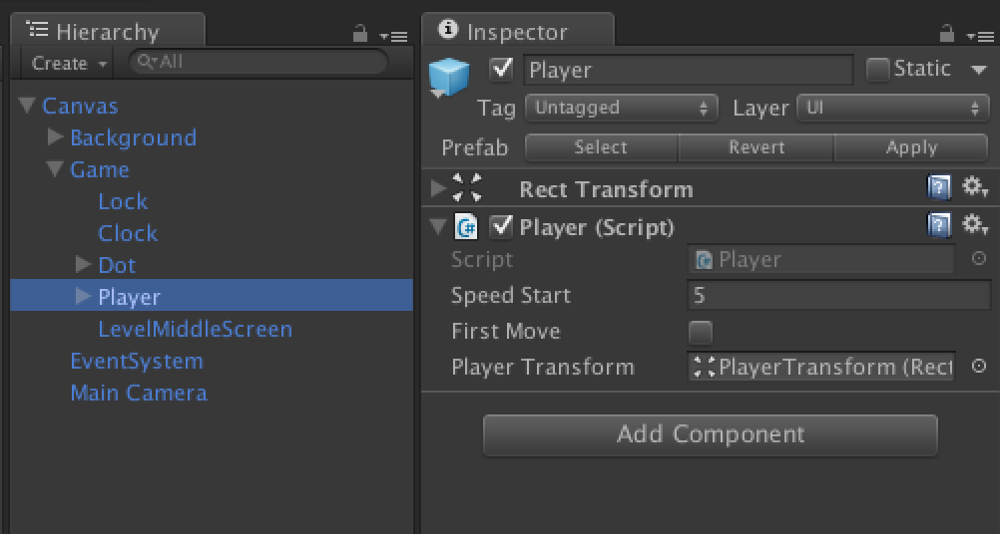 Hierarchy
Create
All
Canvas
Background
Game
Lock
Clock
Dot
Player
LevelMiddleScreen
EventSystem
Main Camera
Inspector
Player
Static
Tag Untagged Layer UI
Prefab Select Revert Apply
Rect Transform
Player (Script)
Script Player
Speed Start 5
First Move
Player Transform PlayerTransform (Rect
Add Component